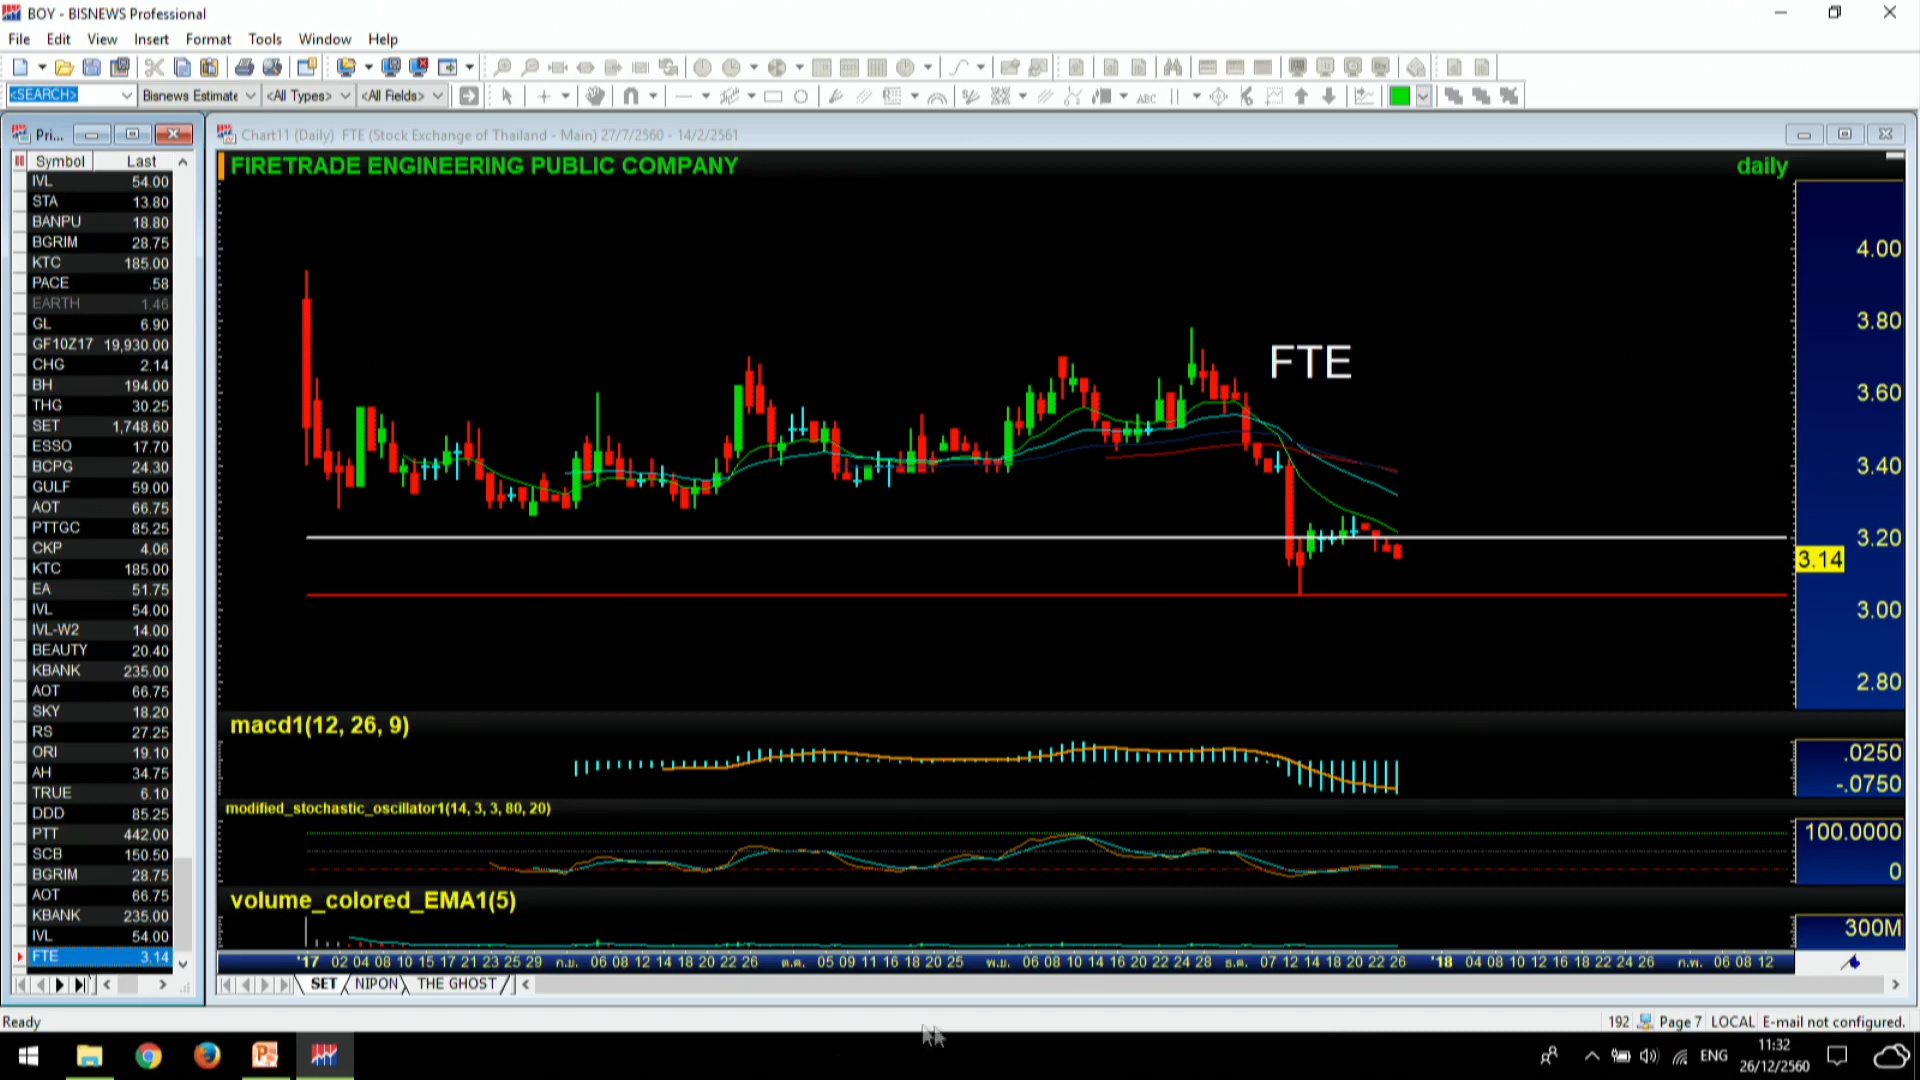 BOY - BISNEWS Professional
File Edit View Insert Format Tools Window Help
<SEARCH> Bisnews Estimate <All Types> <All Fields> ABC
Pri... Chart11 (Daily) FTE (Stock Exchange of Thailand - Main) 27/7/2560 - 14/2/2561
Symbol Last
IVL 54.00
STA 13.80
BANPU 18.80
BGRIM 28.75
KTC 185.00
PACE .58
EARTH 1.46
GL 6.90
GF10Z17 19,930.00
CHG 2.14
BH 194.00
THG 30.25
SET 1,748.60
ESSO 17.70
BCPG 24.30
GULF 59.00
AOT 66.75
PTTGC 85.25
CKP 4.06
KTC 185.00
EA 51.75
IVL 54.00
IVL-W2 14.00
BEAUTY 20.40
KBANK 235.00
AOT 66.75
SKY 18.20
RS 27.25
ORI 19.10
AH 34.75
TRUE 6.10
DDD 85.25
PTT 442.00
SCB 150.50
BGRIM 28.75
AOT 66.75
KBANK 235.00
IVL 54.00
FTE 3.14
FIRETRADE ENGINEERING PUBLIC COMPANY daily
FTE
4.00
3.80
3.60
3.40
3.20
3.14
3.00
2.80
macd1(12, 26, 9)
.0250
-.0750
modified_stochastic_oscillator1(14, 3, 3, 80, 20)
100.0000
0
volume_colored_EMA1(5)
300M
'17 02 04 08 10 15 17 21 23 25 29 ก.ย. 06 08 12 14 18 20 22 26 ต.ค. 05 09 11 16 18 20 25 พ.ย. 06 08 10 14 16 20 22 24 28 ธ.ค. 07 12 14 18 20 22 26 '18 04 08 10 12 16 18 22 24 26 ก.พ. 06 08 12
SET NIPON THE GHOST
Ready 192 Page 7 LOCAL E-mail not configured.
ENG 11:32
26/12/2560